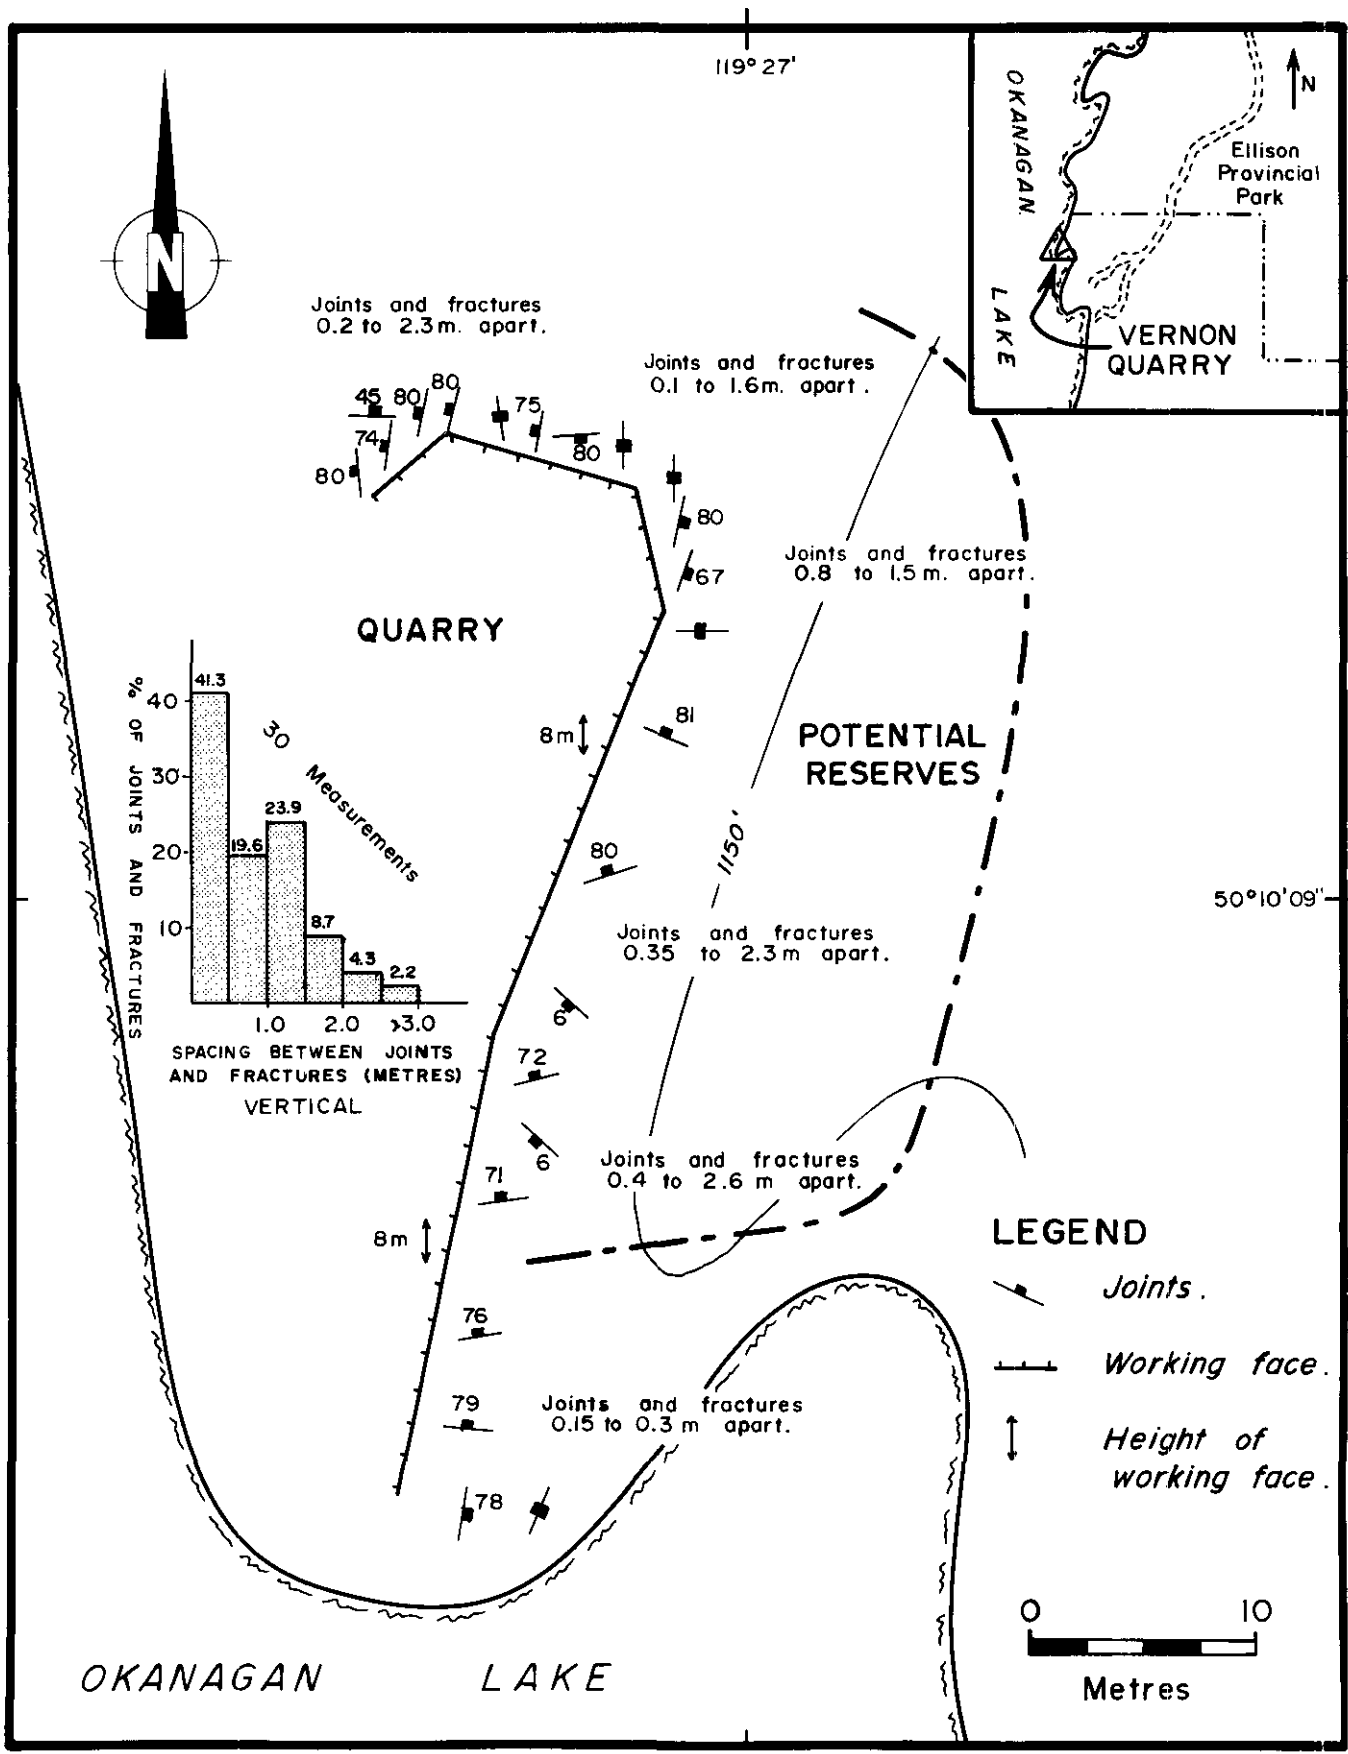 119° 27'
N
OKANAGAN
LAKE
N
Ellison
Provincial
Park
VERNON
QUARRY
Joints and fractures
0.2 to 2.3 m. apart.
Joints and fractures
0.1 to 1.6m. apart.
45
80
80
75
74
80
80
80
67
Joints and fractures
0.8 to 1.5 m. apart.
QUARRY
% OF JOINTS AND FRACTURES
40
30
20
10
41.3
19.6
23.9
8.7
4.3
2.2
30 Measurements
1.0 2.0 >3.0
SPACING BETWEEN JOINTS
AND FRACTURES (METRES)
VERTICAL
8m
81
POTENTIAL
RESERVES
1150'
80
50°10'09"
Joints and fractures
0.35 to 2.3 m apart.
6
72
6
71
Joints and fractures
0.4 to 2.6 m apart.
8m
76
79
Joints and fractures
0.15 to 0.3 m apart.
78
LEGEND
Joints.
Working face.
Height of
working face.
0 10
Metres
OKANAGAN LAKE